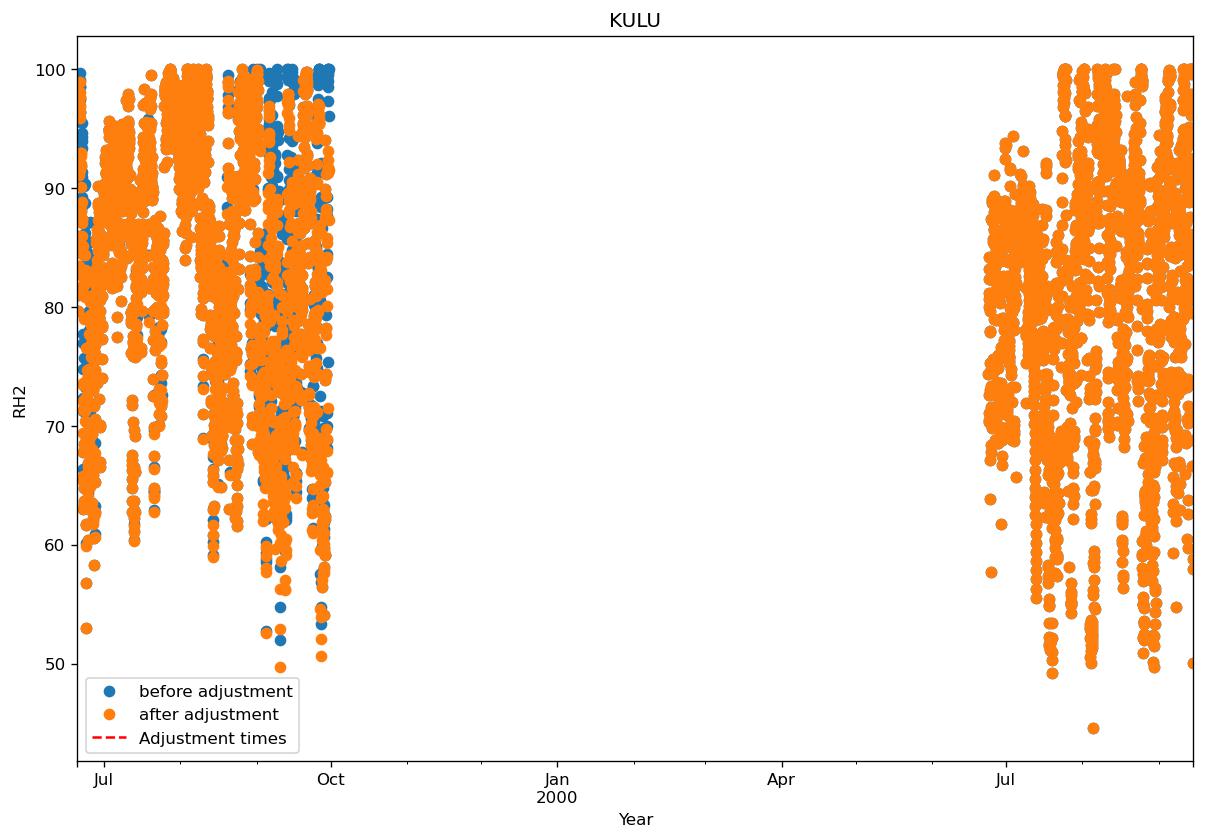 KULU
RH2
100
90
80
70
60
50
before adjustment
after adjustment
Adjustment times
Jul
Oct
Jan
2000
Apr
Jul
Year